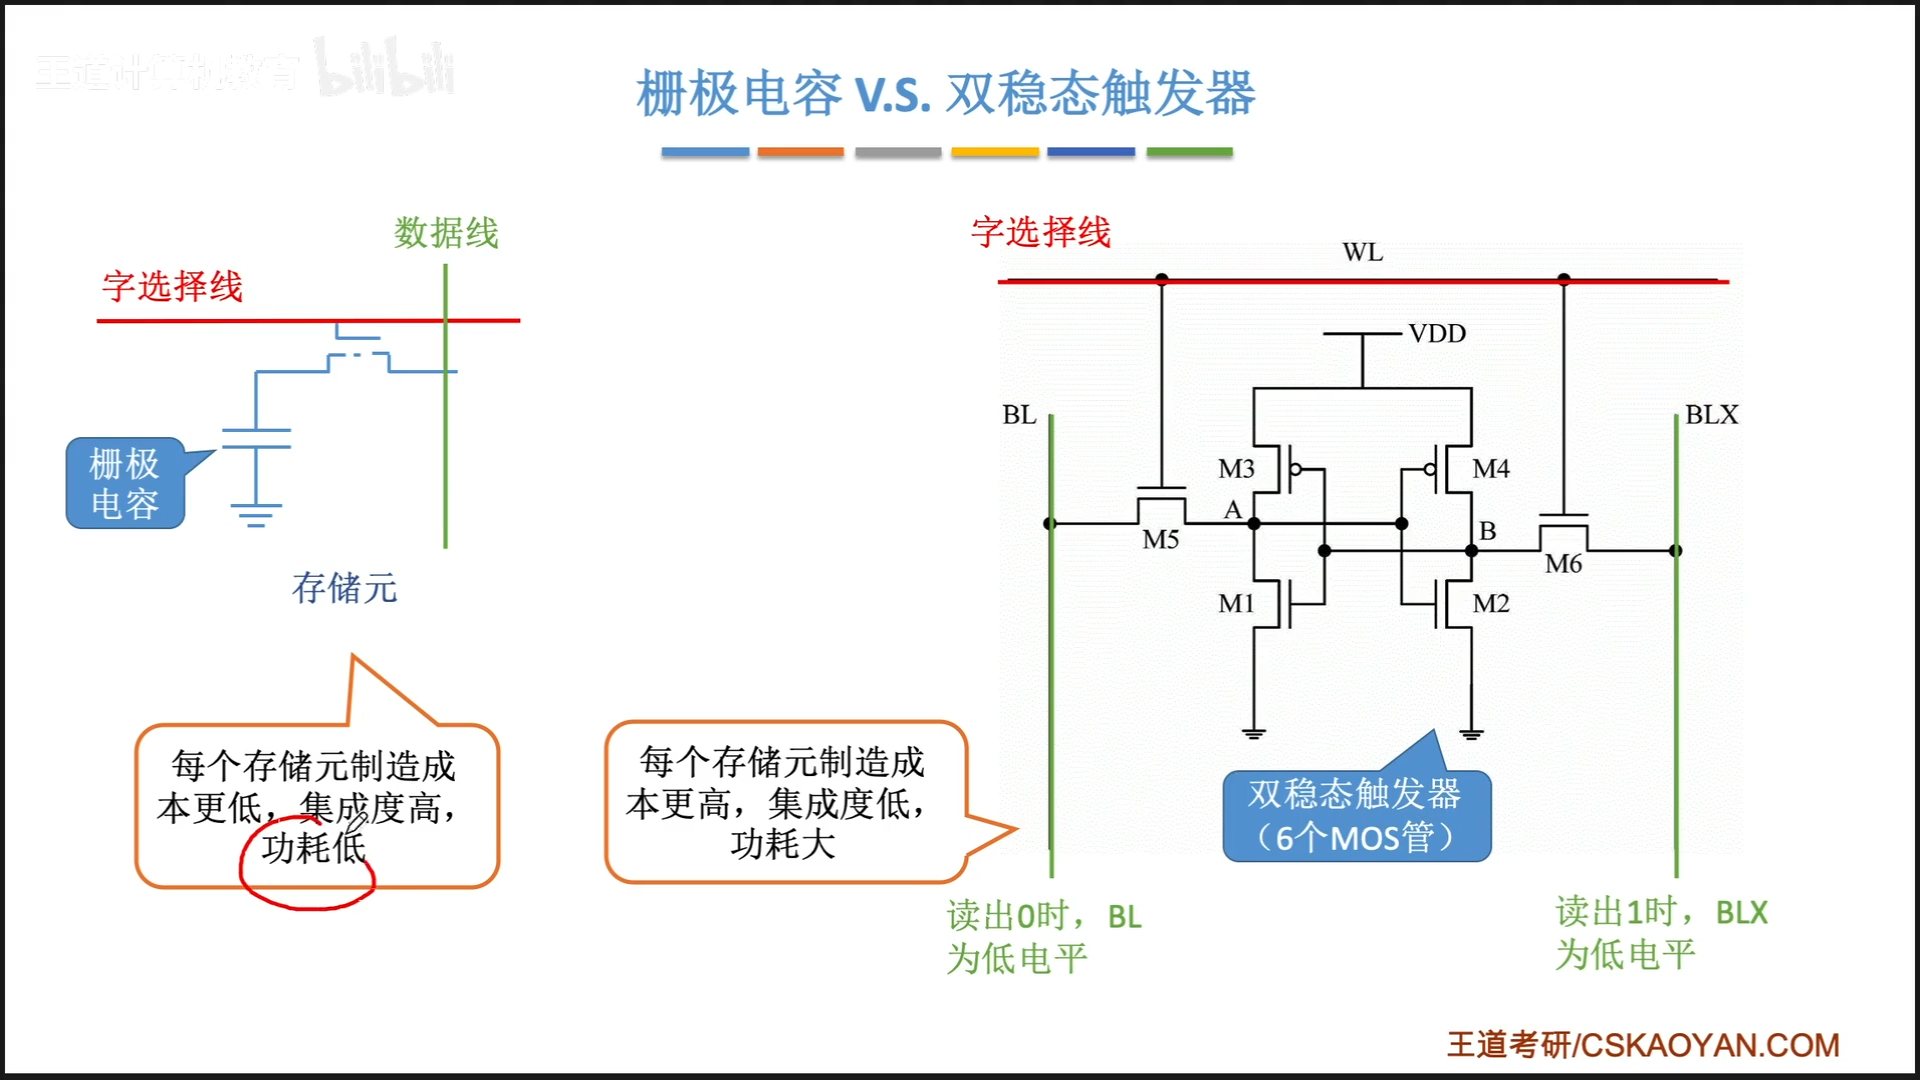 王道计算机教育 bilibili
栅极电容 V.S. 双稳态触发器
数据线
字选择线
栅极
电容
存储元
每个存储元制造成
本更低，集成度高，
功耗低
每个存储元制造成
本更高，集成度低，
功耗大
字选择线
WL
VDD
BL
BLX
M3
M4
A
B
M5
M6
M1
M2
双稳态触发器
（6个MOS管）
读出0时，BL
为低电平
读出1时，BLX
为低电平
王道考研/CSKAOYAN.COM